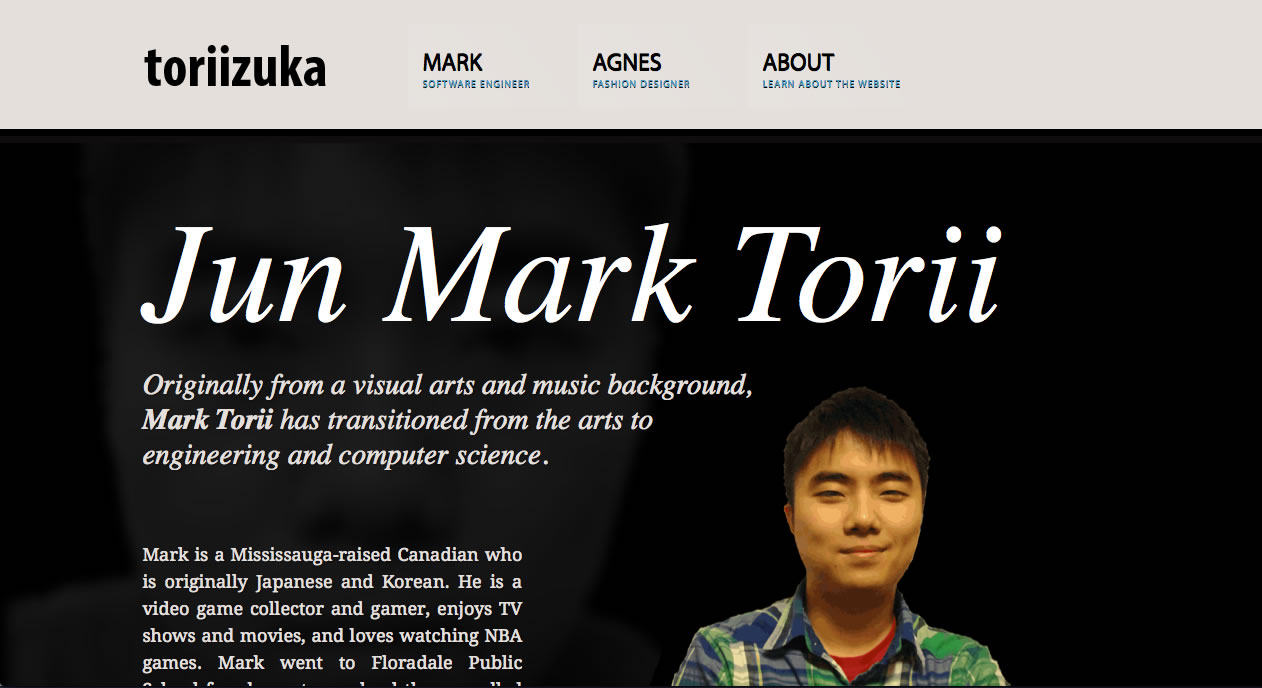 toriizuka
MARK
SOFTWARE ENGINEER
AGNES
FASHION DESIGNER
ABOUT
LEARN ABOUT THE WEBSITE
Jun Mark Torii
Originally from a visual arts and music background,
Mark Torii has transitioned from the arts to
engineering and computer science.
Mark is a Mississauga-raised Canadian who
is originally Japanese and Korean. He is a
video game collector and gamer, enjoys TV
shows and movies, and loves watching NBA
games. Mark went to Floradale Public